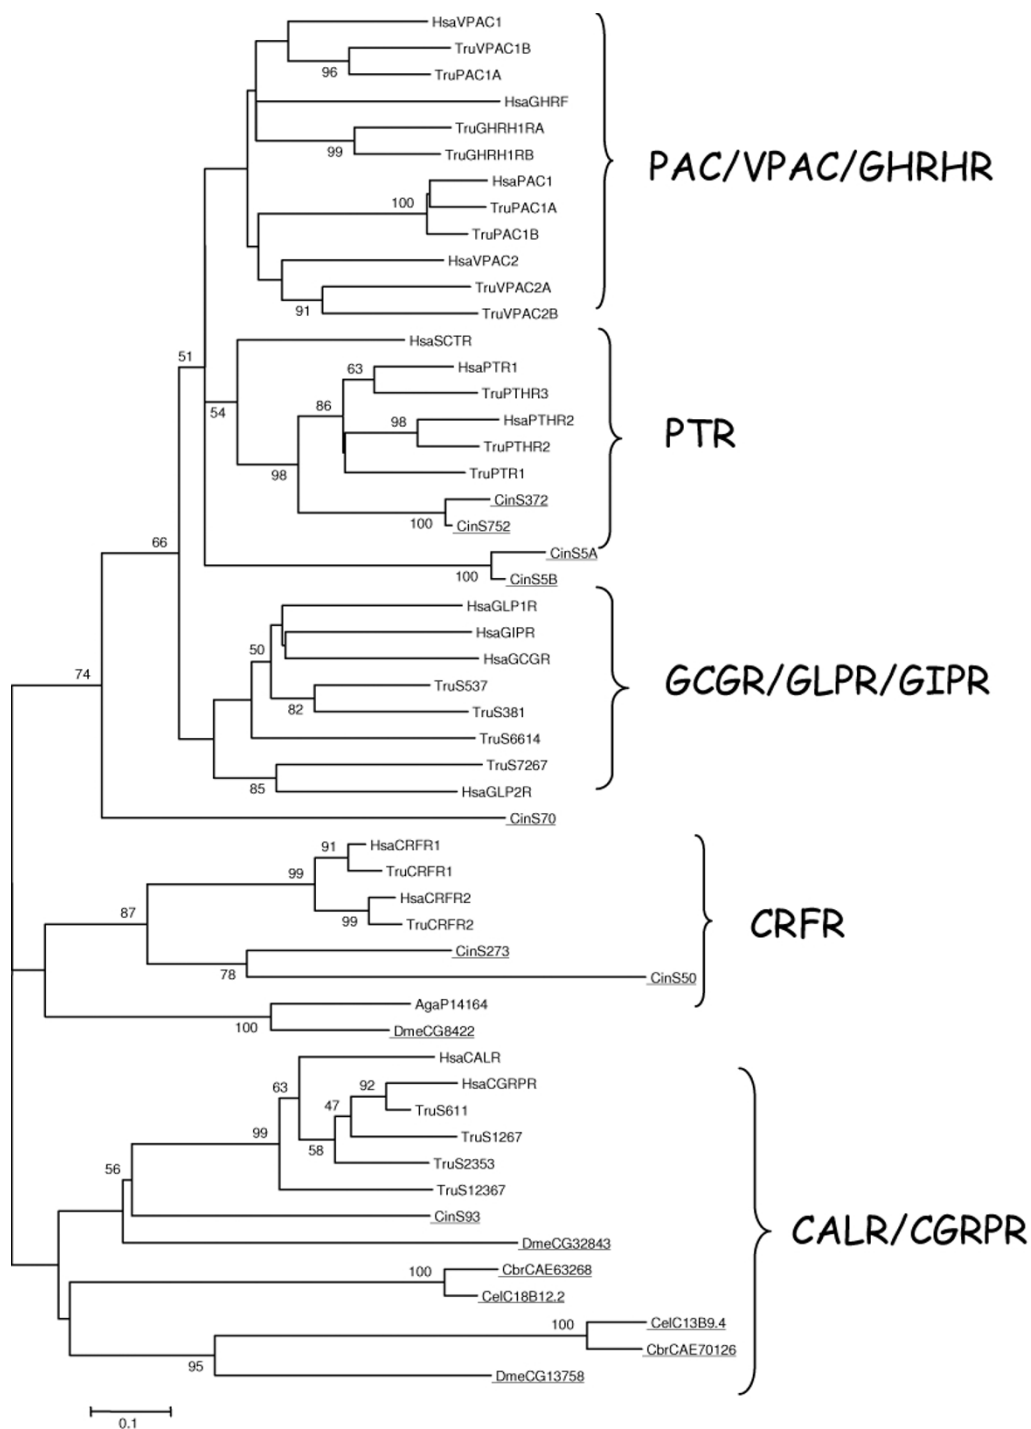 HsaVPAC1
TruVPAC1B
96
TruPAC1A
HsaGHRF
TruGHRH1RA
99
TruGHRH1RB
PAC/VPAC/GHRHR
HsaPAC1
100
TruPAC1A
TruPAC1B
HsaVPAC2
TruVPAC2A
91
TruVPAC2B
HsaSCTR
51
63
HsaPTR1
TruPTHR3
86
54
98
HsaPTHR2
PTR
TruPTHR2
98
TruPTR1
CinS372
100
CinS752
66
CinS5A
100
CinS5B
HsaGLP1R
HsaGIPR
50
HsaGCGR
74
TruS537
GCGR/GLPR/GIPR
82
TruS381
TruS6614
TruS7267
85
HsaGLP2R
CinS70
91
HsaCRFR1
99
TruCRFR1
HsaCRFR2
87
99
TruCRFR2
CRFR
CinS273
78
CinS50
AgaP14164
100
DmeCG8422
HsaCALR
63
92
HsaCGRPR
47
TruS611
99
TruS1267
58
TruS2353
56
TruS12367
CinS93
CALR/CGRPR
DmeCG32843
100
CbrCAE63268
CelC18B12.2
100
CelC13B9.4
CbrCAE70126
95
DmeCG13758
0.1